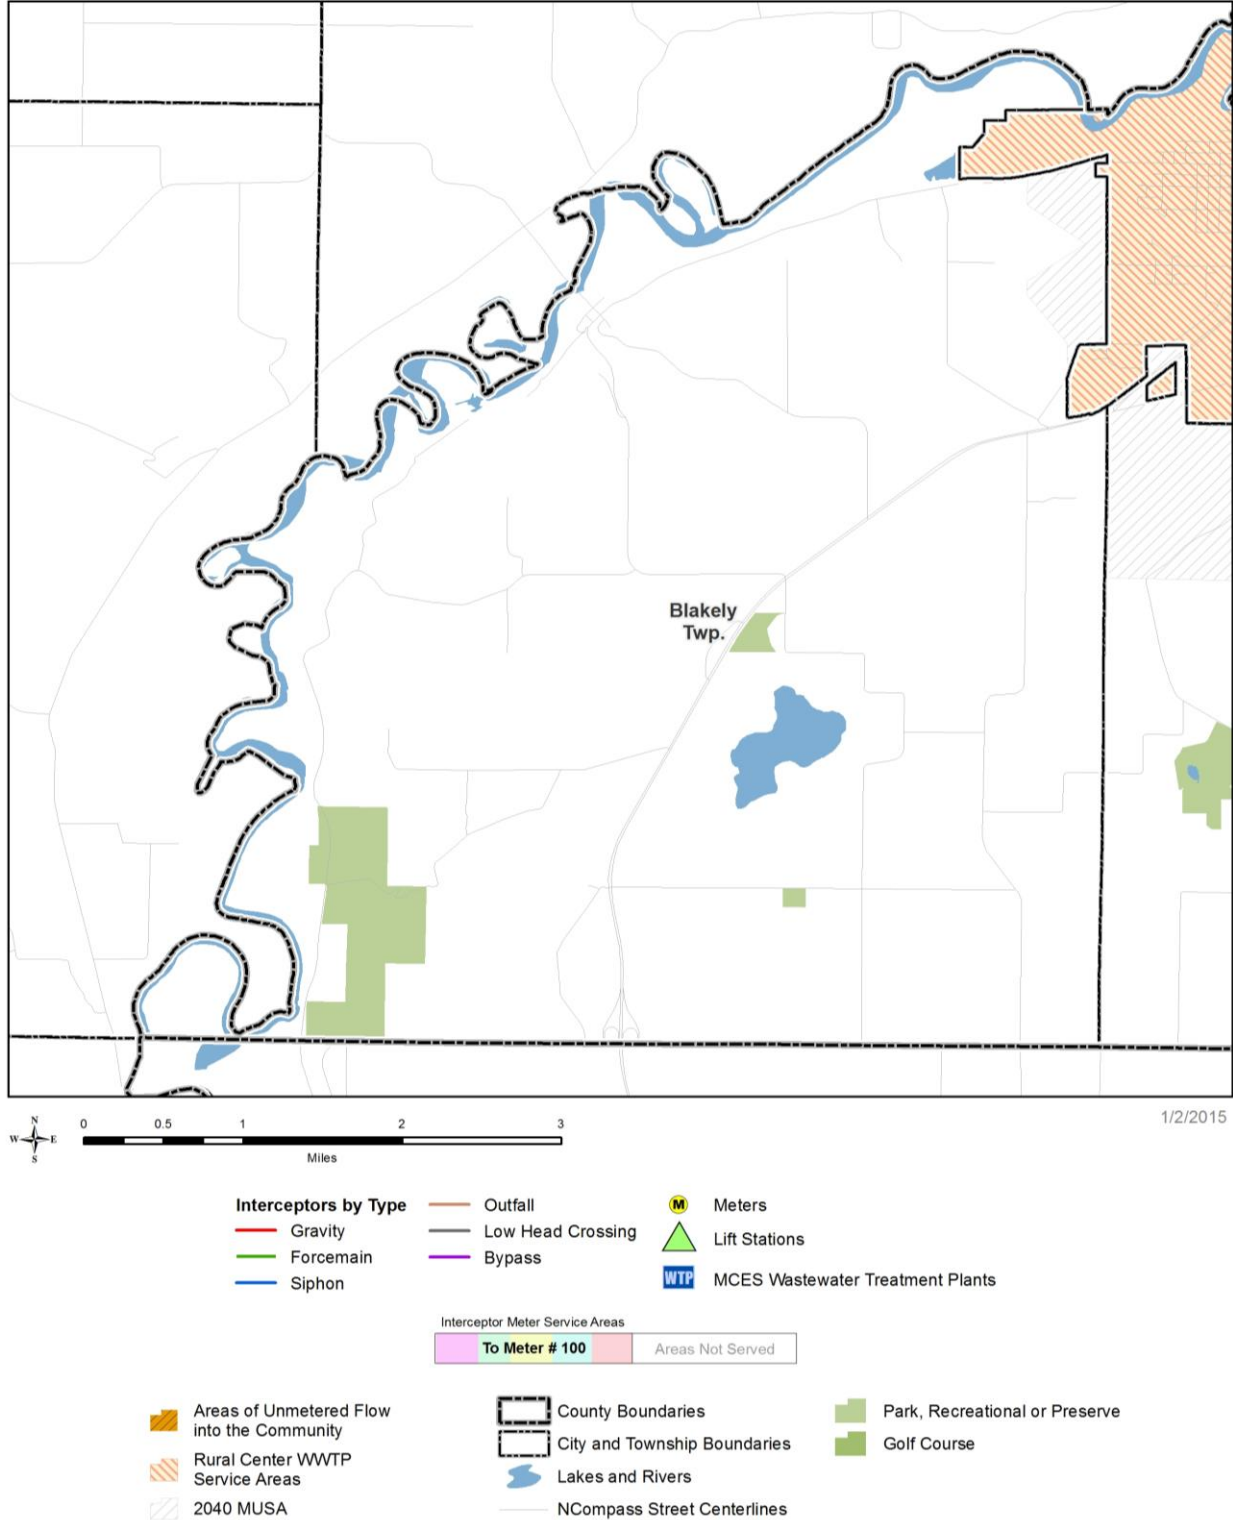 Blakely
Twp.
1/2/2015
N
W E
S
0 0.5 1 2 3
Miles
Interceptors by Type
Gravity
Forcemain
Siphon
Outfall
Low Head Crossing
Bypass
M Meters
Lift Stations
WTP MCES Wastewater Treatment Plants
Interceptor Meter Service Areas
To Meter # 100 Areas Not Served
Areas of Unmetered Flow
into the Community
Rural Center WWTP
Service Areas
2040 MUSA
County Boundaries
City and Township Boundaries
Lakes and Rivers
NCompass Street Centerlines
Park, Recreational or Preserve
Golf Course